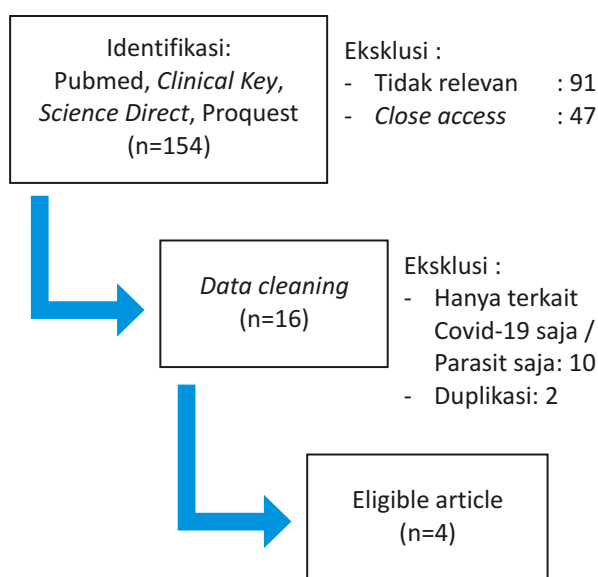 Identifikasi:
Pubmed, Clinical Key,
Science Direct, Proquest
(n=154)
Eksklusi :
- Tidak relevan : 91
- Close access : 47
Data cleaning
(n=16)
Eksklusi :
- Hanya terkait
Covid-19 saja /
Parasit saja: 10
- Duplikasi: 2
Eligible article
(n=4)